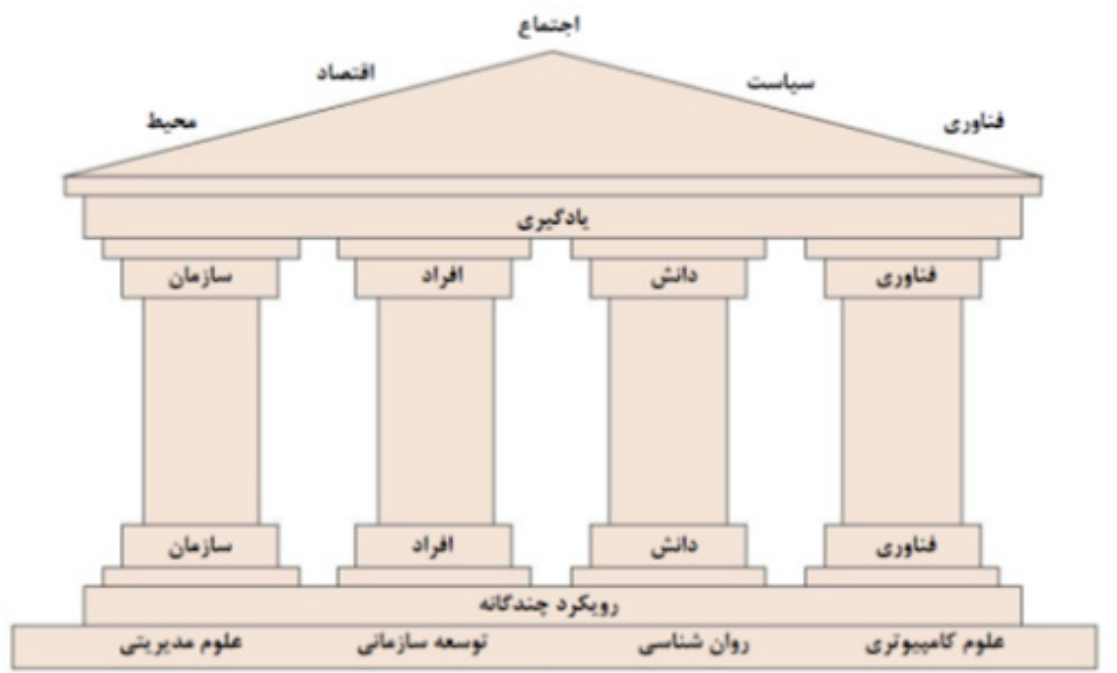 اجتماع
سیاست اقتصاد
فناوری محیط
یادگیری
فناوری دانش افراد سازمان
فناوری دانش افراد سازمان
رویکرد چندگانه
علوم کامپیوتری روان شناسی توسعه سازمانی علوم مدیریتی